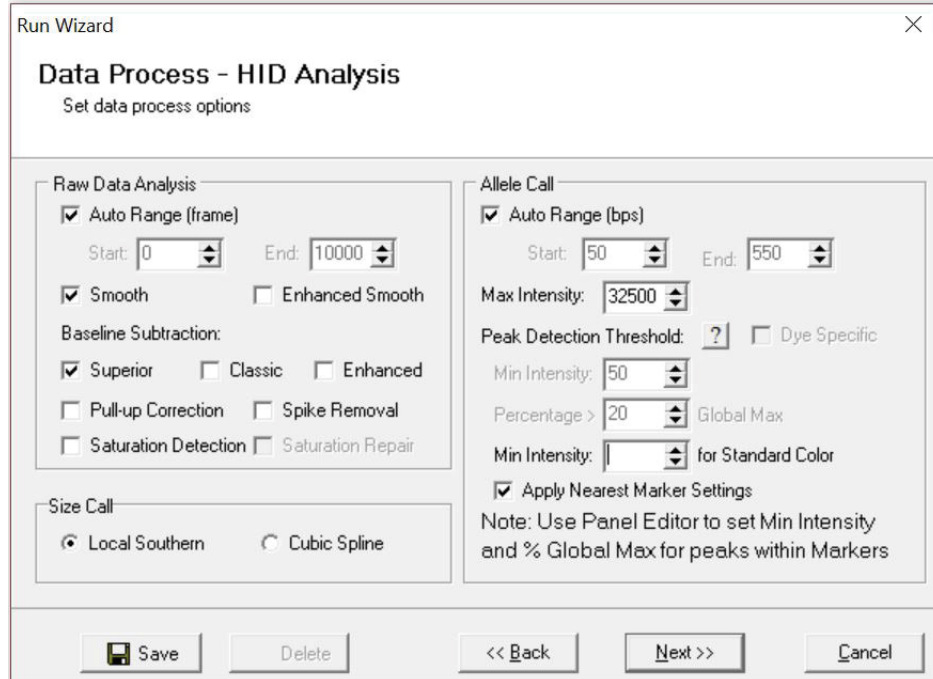 Run Wizard
Data Process - HID Analysis
Set data process options
Raw Data Analysis
Auto Range (frame)
Start: 0 End: 10000
Smooth Enhanced Smooth
Baseline Subtraction:
Superior Classic Enhanced
Pull-up Correction Spike Removal
Saturation Detection Saturation Repair
Size Call
Local Southern Cubic Spline
Allele Call
Auto Range (bps)
Start: 50 End: 550
Max Intensity: 32500
Peak Detection Threshold: ? Dye Specific
Min Intensity: 50
Percentage > 20 Global Max
Min Intensity: for Standard Color
Apply Nearest Marker Settings
Note: Use Panel Editor to set Min Intensity
and % Global Max for peaks within Markers
Save Delete << Back Next >> Cancel